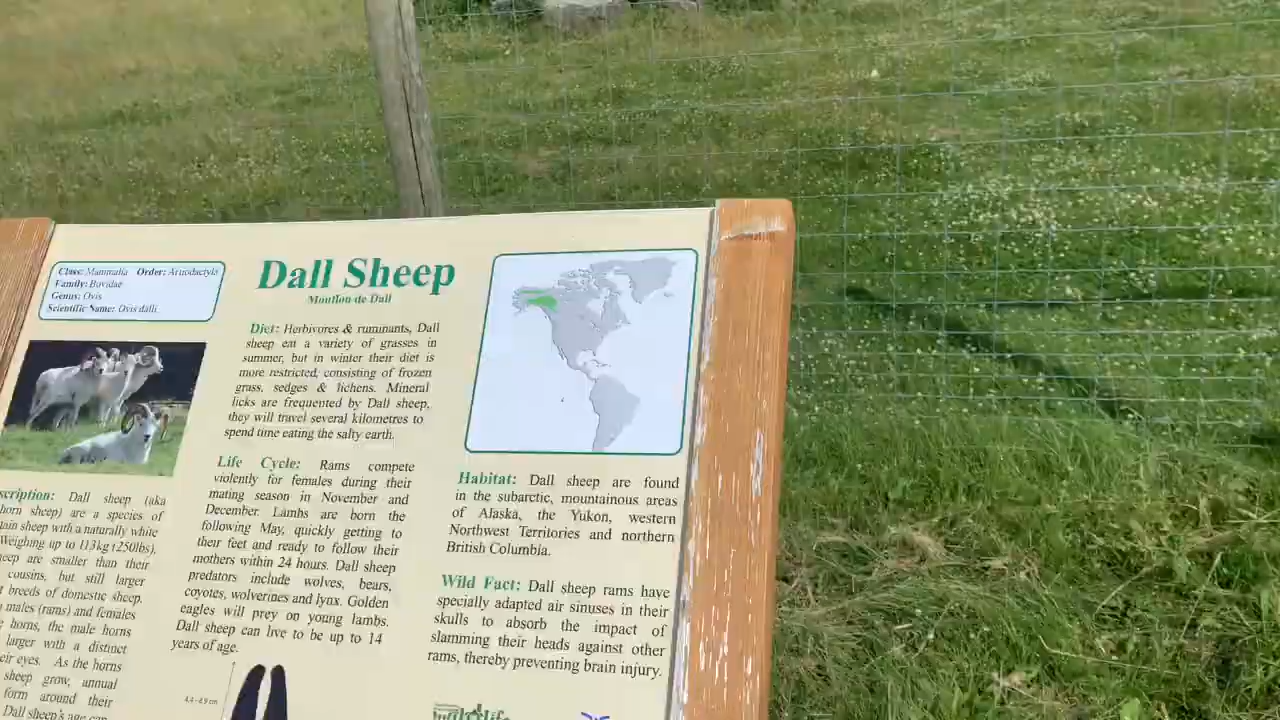 Class: Mammalia Order: Artiodactyla
Family: Bovidae
Genus: Ovis
Scientific Name: Ovis dalli
Dall Sheep
Mouflon de Dall
Diet: Herbivores & ruminants, Dall
sheep eat a variety of grasses in
summer, but in winter their diet is
more restricted, consisting of frozen
grass, sedges & lichens. Mineral
licks are frequented by Dall sheep,
they will travel several kilometres to
spend time eating the salty earth.
Life Cycle: Rams compete
violently for females during their
mating season in November and
December. Lambs are born the
following May, quickly getting to
their feet and ready to follow their
mothers within 24 hours. Dall sheep
predators include wolves, bears,
coyotes, wolverines and lynx. Golden
eagles will prey on young lambs.
Dall sheep can live to be up to 14
years of age.
Habitat: Dall sheep are found
in the subarctic, mountainous areas
of Alaska, the Yukon, western
Northwest Territories and northern
British Columbia.
Wild Fact: Dall sheep rams have
specially adapted air sinuses in their
skulls to absorb the impact of
slamming their heads against other
rams, thereby preventing brain injury.
scription: Dall sheep (aka
horn sheep) are a species of
tain sheep with a naturally white
Weighing up to 113kg (250lbs),
eep are smaller than their
cousins, but still larger
breeds of domestic sheep.
males (rams) and females
horns, the male horns
larger with a distinct
eir eyes. As the horns
sheep grow, annual
form around their
Dall sheep's age can